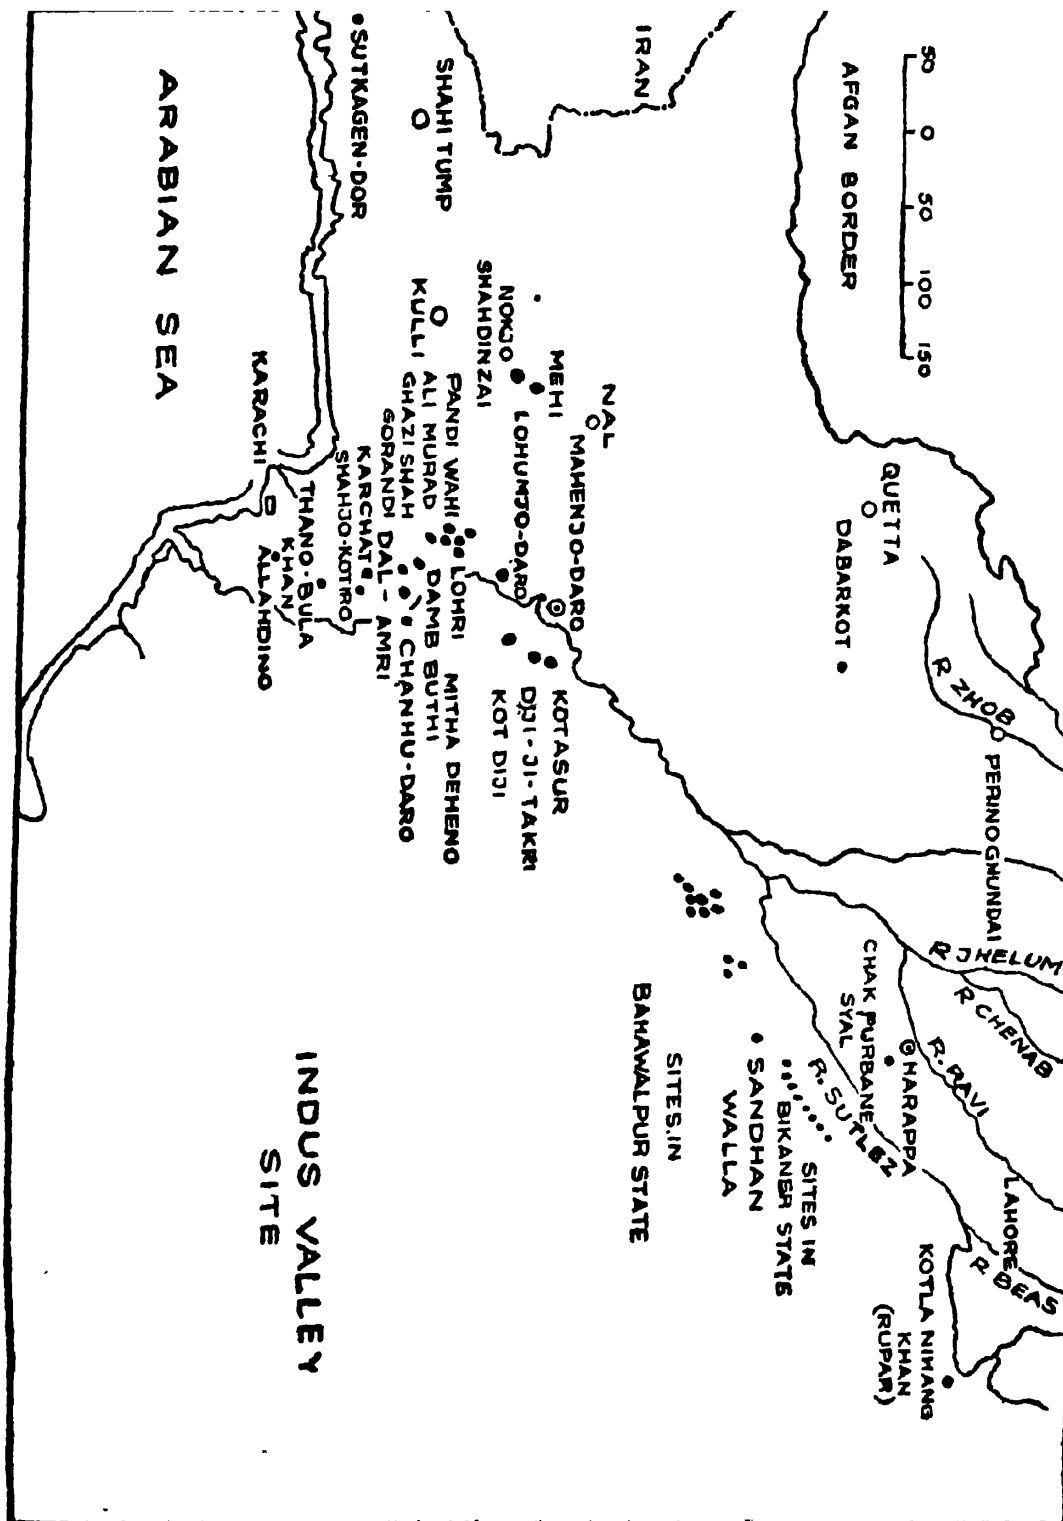 50 0 50 100 150
AFGAN BORDER
IRAN
QUETTA
DABARKOT
R ZHOB
PERINOGHUNDAI
R JHELUM
R CHENAB
R. RAVI
LAHORE
R BEAS
CHAK PURBANE
SYAL
HARAPPA
R. SUTLEZ
KOTLA NIHANG
KHAN
(RUPAR)
SITES IN
BIKANER STATE
SANDHAN
WALLA
SITES.IN
BAHAWALPUR STATE
NAL
MEHI
NOKJO
SHAHDINZAI
MAHENJO-DARO
LOHUMJO-DARO
KOTASUR
DIJI-JI-TAKRI
KOT DIJI
SHAHI TUMP
KULLI
SUTKAGEN-DOR
PANDI WAHI
ALI MURAD
GHAZI SHAH
GORANDI
KARCHAT
SHAHJO-KOTIRO
LOHRI
MITHA DEHENO
DAMB BUTHI
CHANHU-DARO
DAL-AMRI
THANO-BULA
KHAN
ALLAHDINO
KARACHI
ARABIAN SEA
INDUS VALLEY
SITE